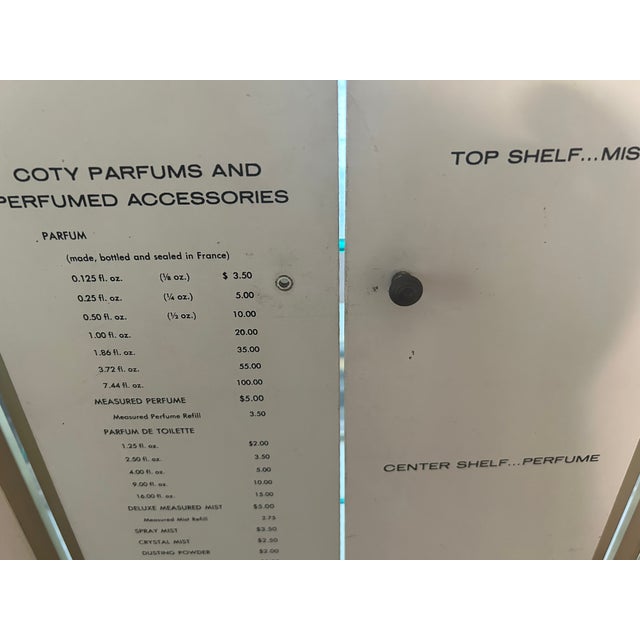 COTY PARFUMS AND
PERFUMED ACCESSORIES
PARFUM
(made, bottled and sealed in France)
0.125 fl. oz. (⅛ oz.) $ 3.50
0.25 fl. oz. (¼ oz.) 5.00
0.50 fl. oz. (½ oz.) 10.00
1.00 fl. oz. 20.00
1.86 fl. oz. 35.00
3.72 fl. oz. 55.00
7.44 fl. oz. 100.00
MEASURED PERFUME $5.00
Measured Perfume Refill 3.50
PARFUM DE TOILETTE
1.25 fl. oz. $2.00
2.50 fl. oz. 3.50
4.00 fl. oz. 5.00
9.00 fl. oz. 10.00
16.00 fl. oz. 15.00
DELUXE MEASURED MIST $5.00
Measured Mist Refill 2.75
SPRAY MIST $3.50
CRYSTAL MIST $2.50
DUSTING POWDER $2.00
TOP SHELF...MIS
CENTER SHELF...PERFUME